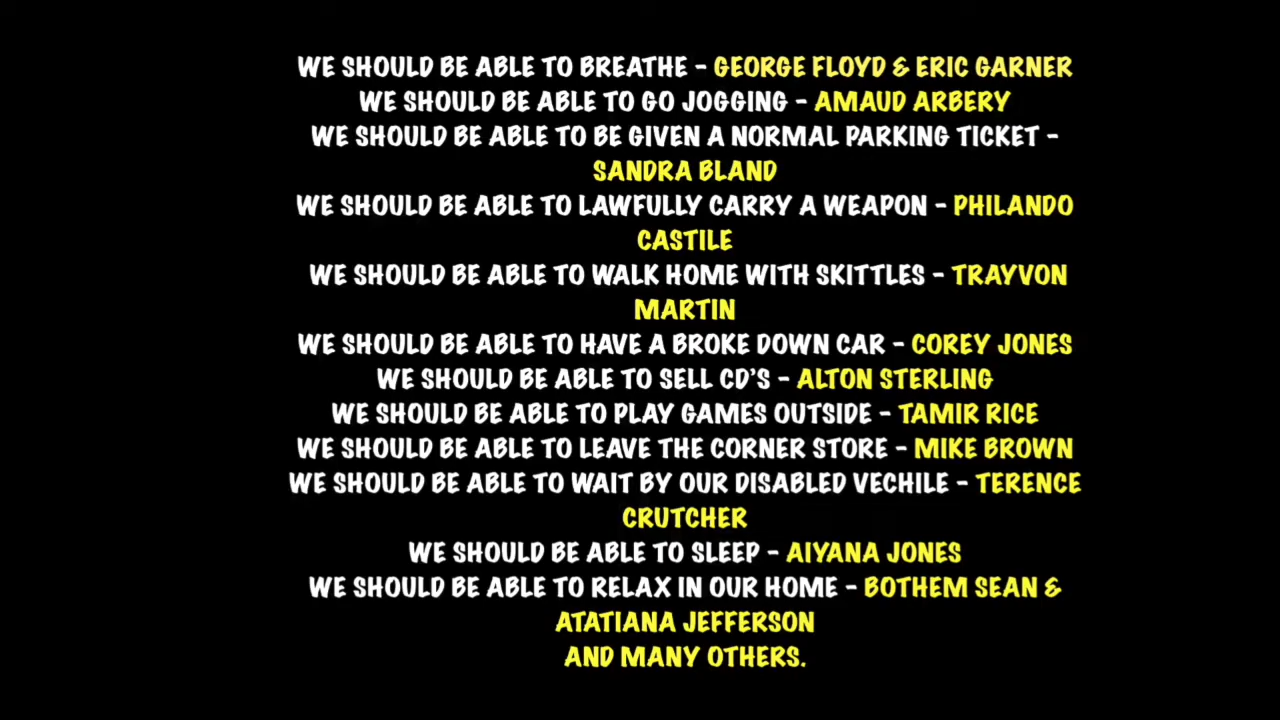 WE SHOULD BE ABLE TO BREATHE - GEORGE FLOYD & ERIC GARNER
WE SHOULD BE ABLE TO GO JOGGING - AMAUD ARBERY
WE SHOULD BE ABLE TO BE GIVEN A NORMAL PARKING TICKET -
SANDRA BLAND
WE SHOULD BE ABLE TO LAWFULLY CARRY A WEAPON - PHILANDO
CASTILE
WE SHOULD BE ABLE TO WALK HOME WITH SKITTLES - TRAYVON
MARTIN
WE SHOULD BE ABLE TO HAVE A BROKE DOWN CAR - COREY JONES
WE SHOULD BE ABLE TO SELL CD'S - ALTON STERLING
WE SHOULD BE ABLE TO PLAY GAMES OUTSIDE - TAMIR RICE
WE SHOULD BE ABLE TO LEAVE THE CORNER STORE - MIKE BROWN
WE SHOULD BE ABLE TO WAIT BY OUR DISABLED VECHILE - TERENCE
CRUTCHER
WE SHOULD BE ABLE TO SLEEP - AIYANA JONES
WE SHOULD BE ABLE TO RELAX IN OUR HOME - BOTHEM SEAN &
ATATIANA JEFFERSON
AND MANY OTHERS.